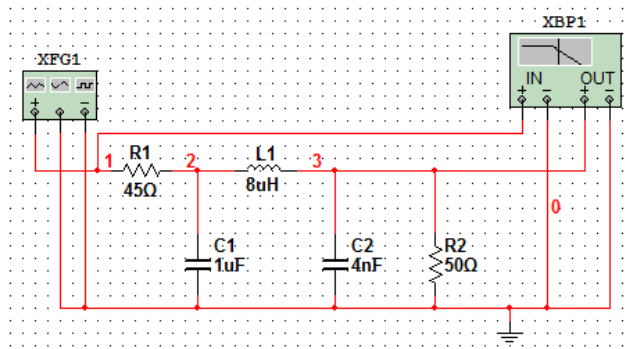 XBP1
XFG1
IN OUT
+ - + -
+ -
1 R1 2 L1 3
45Ω 8uH
0
C1 C2 R2
1uF 4nF 50Ω